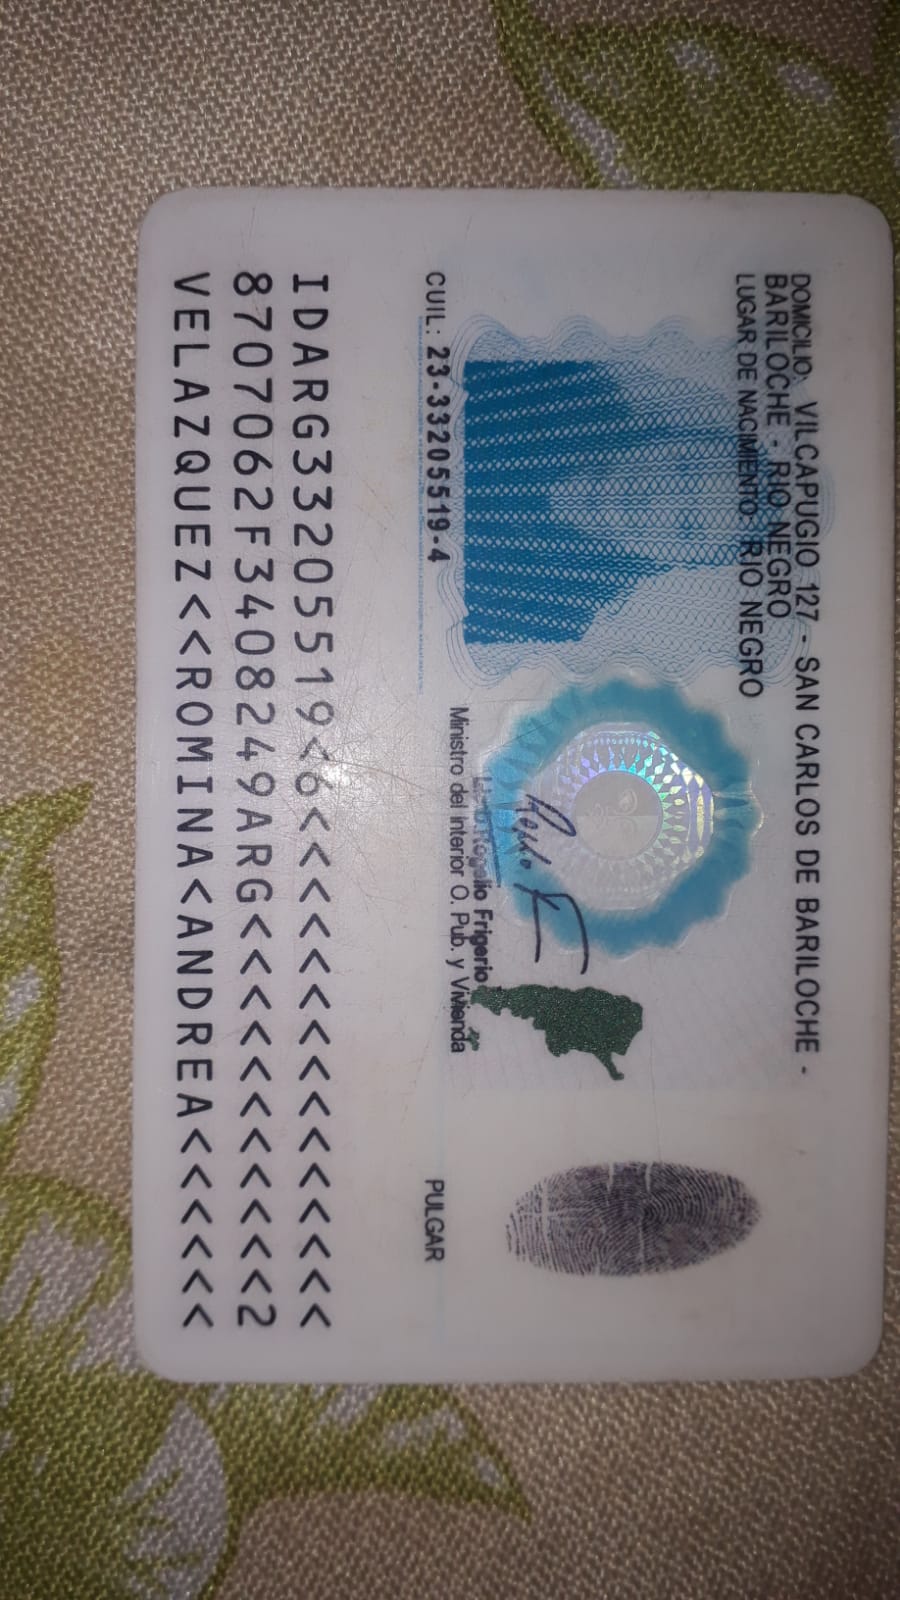 DOMICILIO: VILCAPUGIO 127 - SAN CARLOS DE BARILOCHE -
BARILOCHE - RIO NEGRO
LUGAR DE NACIMIENTO: RIO NEGRO
Rogelio Frigerio
Ministro del Interior O. Pub. y Vivienda
CUIL: 23-33205519-4
PULGAR
IDARG33205519<6<<<<<<<<<<<<<<<
8707062F3408249ARG<<<<<<<<<<<2
VELAZQUEZ<<ROMINA<ANDREA<<<<<<